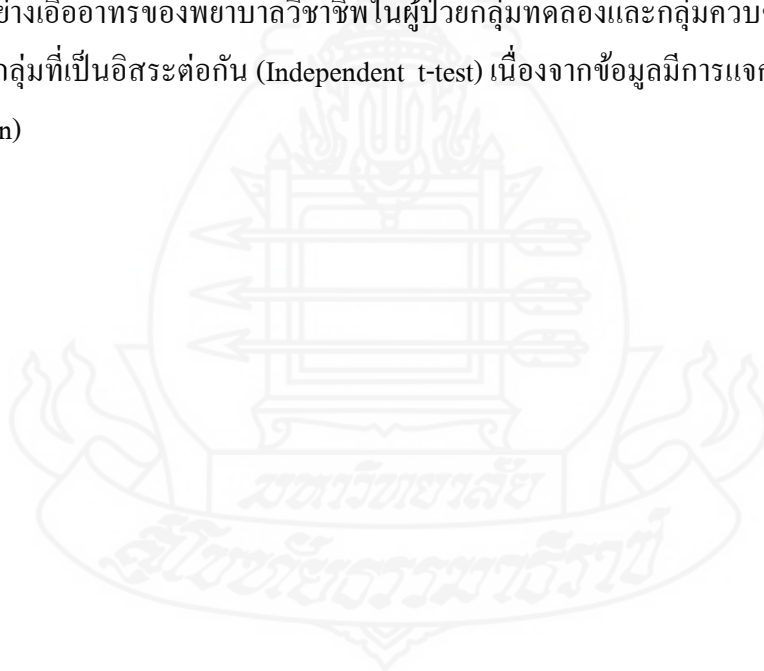 ย่างเอื้ออาทรของพยาบาลวิชาชีพในผู้ป่วยกลุ่มทดลองและกลุ่มควบ
กลุ่มที่เป็นอิสระต่อกัน (Independent t-test) เนื่องจากข้อมูลมีการแจก
n)
มหาวิทยาลัย
สุโขทัยธรรมาธิราช